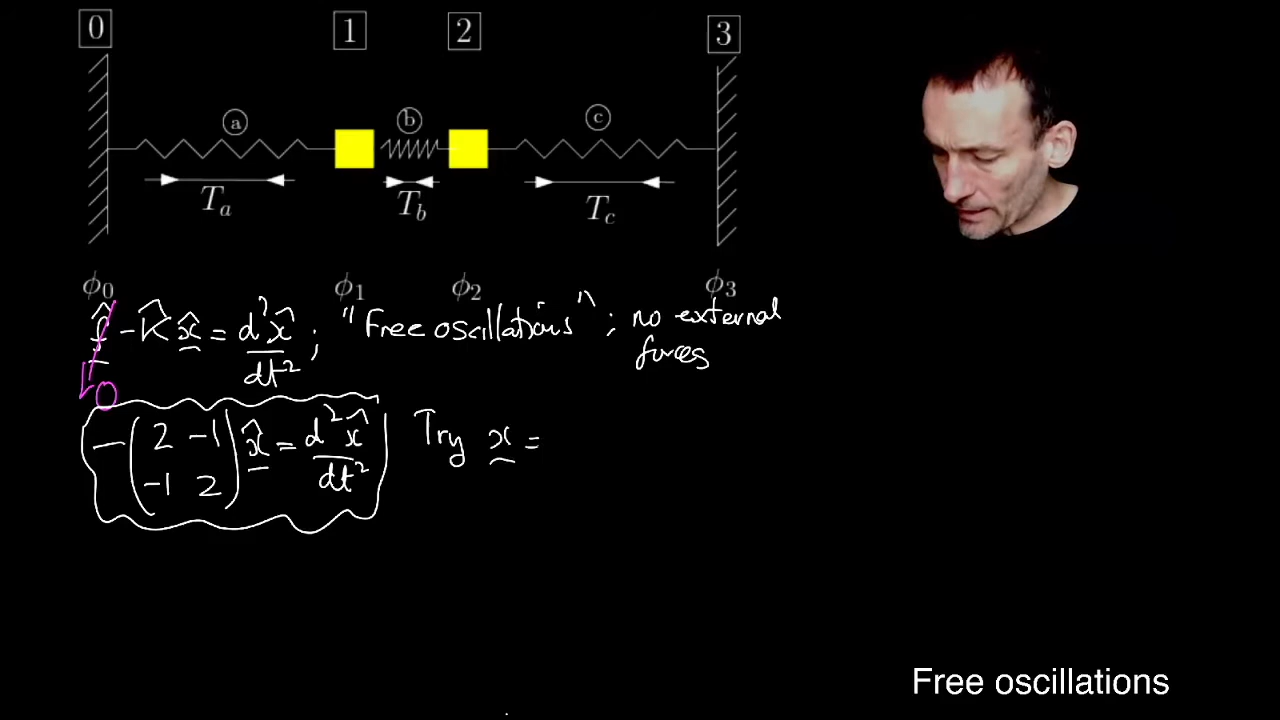 0 1 2 3
a b c
Tₐ T_b T_c
ϕ₀ ϕ₁ ϕ₂ ϕ₃
f̂ − K̂ x̂ = d²x̂/dt² ; "Free oscillations" ; no external
forces
0
−(2 −1; −1 2) x̂ = d²x̂/dt² Try x =
Free oscillations